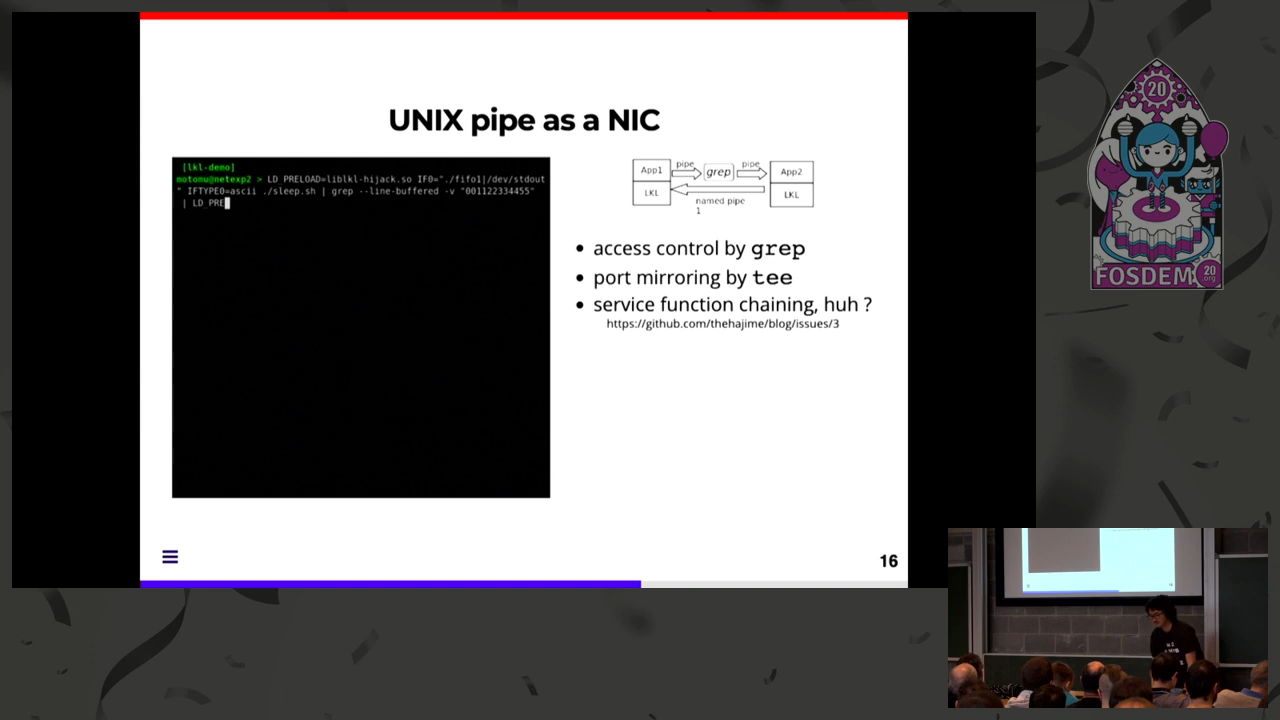 UNIX pipe as a NIC
[lkl-demo]
motomu@netexp2 > LD_PRELOAD=liblkl-hijack.so IF0="./fifo1|/dev/stdout
" IFTYPE0=ascii ./sleep.sh | grep --line-buffered -v "001122334455"
| LD_PRE
App1
pipe
grep
pipe
App2
LKL
named pipe
1
LKL
• access control by grep
• port mirroring by tee
• service function chaining, huh ?
https://github.com/thehajime/blog/issues/3
16
20
FOSDEM
20
.org